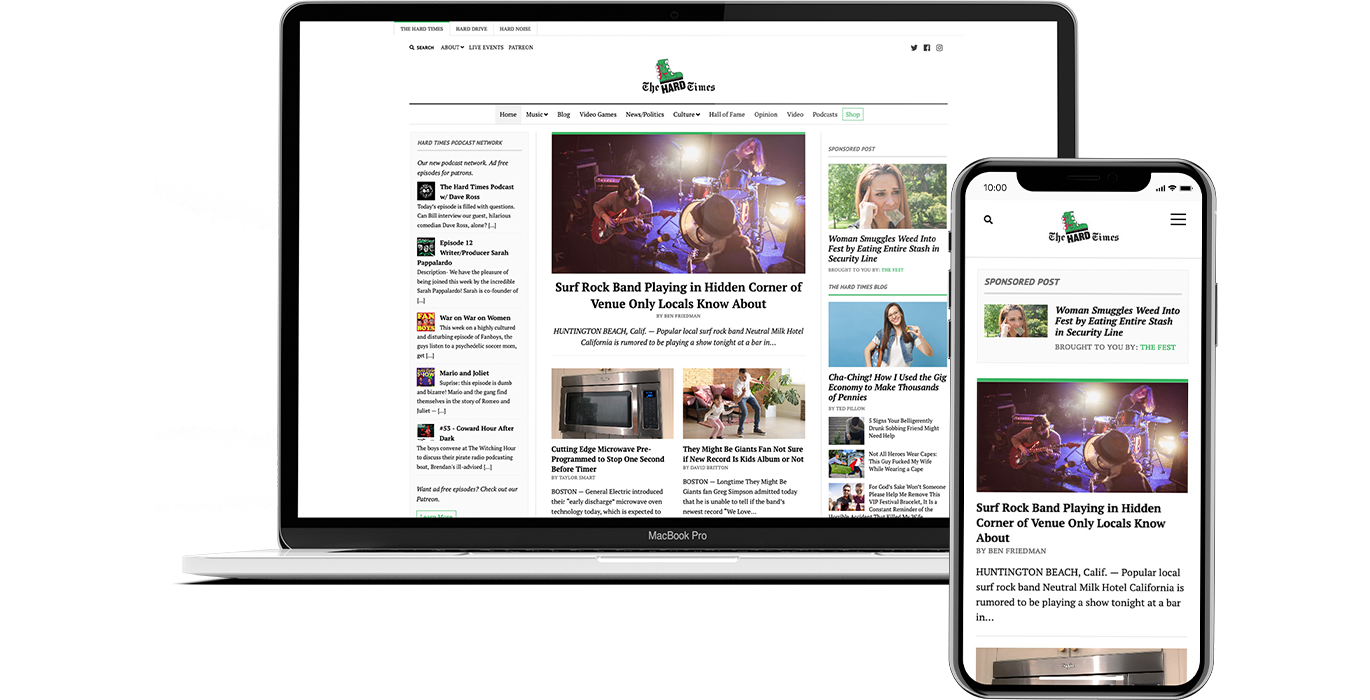 THE HARD TIMES HARD DRIVE HARD NOISE
SEARCH ABOUT LIVE EVENTS PATREON
The HARD Times
Home Music Blog Video Games News/Politics Culture Hall of Fame Opinion Video Podcasts Shop
HARD TIMES PODCAST NETWORK
Our new podcast network. Ad free
episodes for patrons.
The Hard Times Podcast
w/ Dave Ross
Today's episode is filled with questions.
Can Bill interview our guest, hilarious
comedian Dave Ross, alone? [...]
Episode 12
Writer/Producer Sarah
Pappalardo
Description- We have the pleasure of
being joined this week by the incredible
Sarah Pappalardo! Sarah is co-founder of
[...]
FAN
BOYS
War on War on Women
This week on a highly cultured
and disturbing episode of Fanboys, the
guys listen to a psychedelic soccer mom,
get [...]
Mario and Joliet
Suprise: this episode is dumb
and bizarre! Mario and the gang find
themselves in the story of Romeo and
Juliet — [...]
#53 - Coward Hour After
Dark
The boys convene at The Witching Hour
to discuss their pirate radio podcasting
boat, Brendan's ill-advised [...]
Want ad free episodes? Check out our
Patreon.
Learn More
Surf Rock Band Playing in Hidden Corner of
Venue Only Locals Know About
BY BEN FRIEDMAN
HUNTINGTON BEACH, Calif. — Popular local surf rock band Neutral Milk Hotel
California is rumored to be playing a show tonight at a bar in...
Cutting Edge Microwave Pre-
Programmed to Stop One Second
Before Timer
BY TAYLOR SMART
BOSTON — General Electric introduced
their "early discharge" microwave oven
technology today, which is expected to
They Might Be Giants Fan Not Sure
if New Record Is Kids Album or Not
BY DAVID BRITTON
BOSTON — Longtime They Might Be
Giants fan Greg Simpson admitted today
that he is unable to tell if the band's
newest record "We Love...
SPONSORED POST
Woman Smuggles Weed Into
Fest by Eating Entire Stash in
Security Line
BROUGHT TO YOU BY: THE FEST
THE HARD TIMES BLOG
Cha-Ching! How I Used the Gig
Economy to Make Thousands
of Pennies
BY TED PILLOW
5 Signs Your Belligerently
Drunk Sobbing Friend Might
Need Help
Not All Heroes Wear Capes:
This Guy Fucked My Wife
While Wearing a Cape
For God's Sake Won't Someone
Please Help Me Remove This
VIP Festival Bracelet, It Is a
Constant Reminder of the
Horrible Accident That Killed My Wife
MacBook Pro
10:00
The HARD Times
SPONSORED POST
Woman Smuggles Weed Into
Fest by Eating Entire Stash
in Security Line
BROUGHT TO YOU BY: THE FEST
Surf Rock Band Playing in Hidden
Corner of Venue Only Locals Know
About
BY BEN FRIEDMAN
HUNTINGTON BEACH, Calif. — Popular local
surf rock band Neutral Milk Hotel California is
rumored to be playing a show tonight at a bar
in...